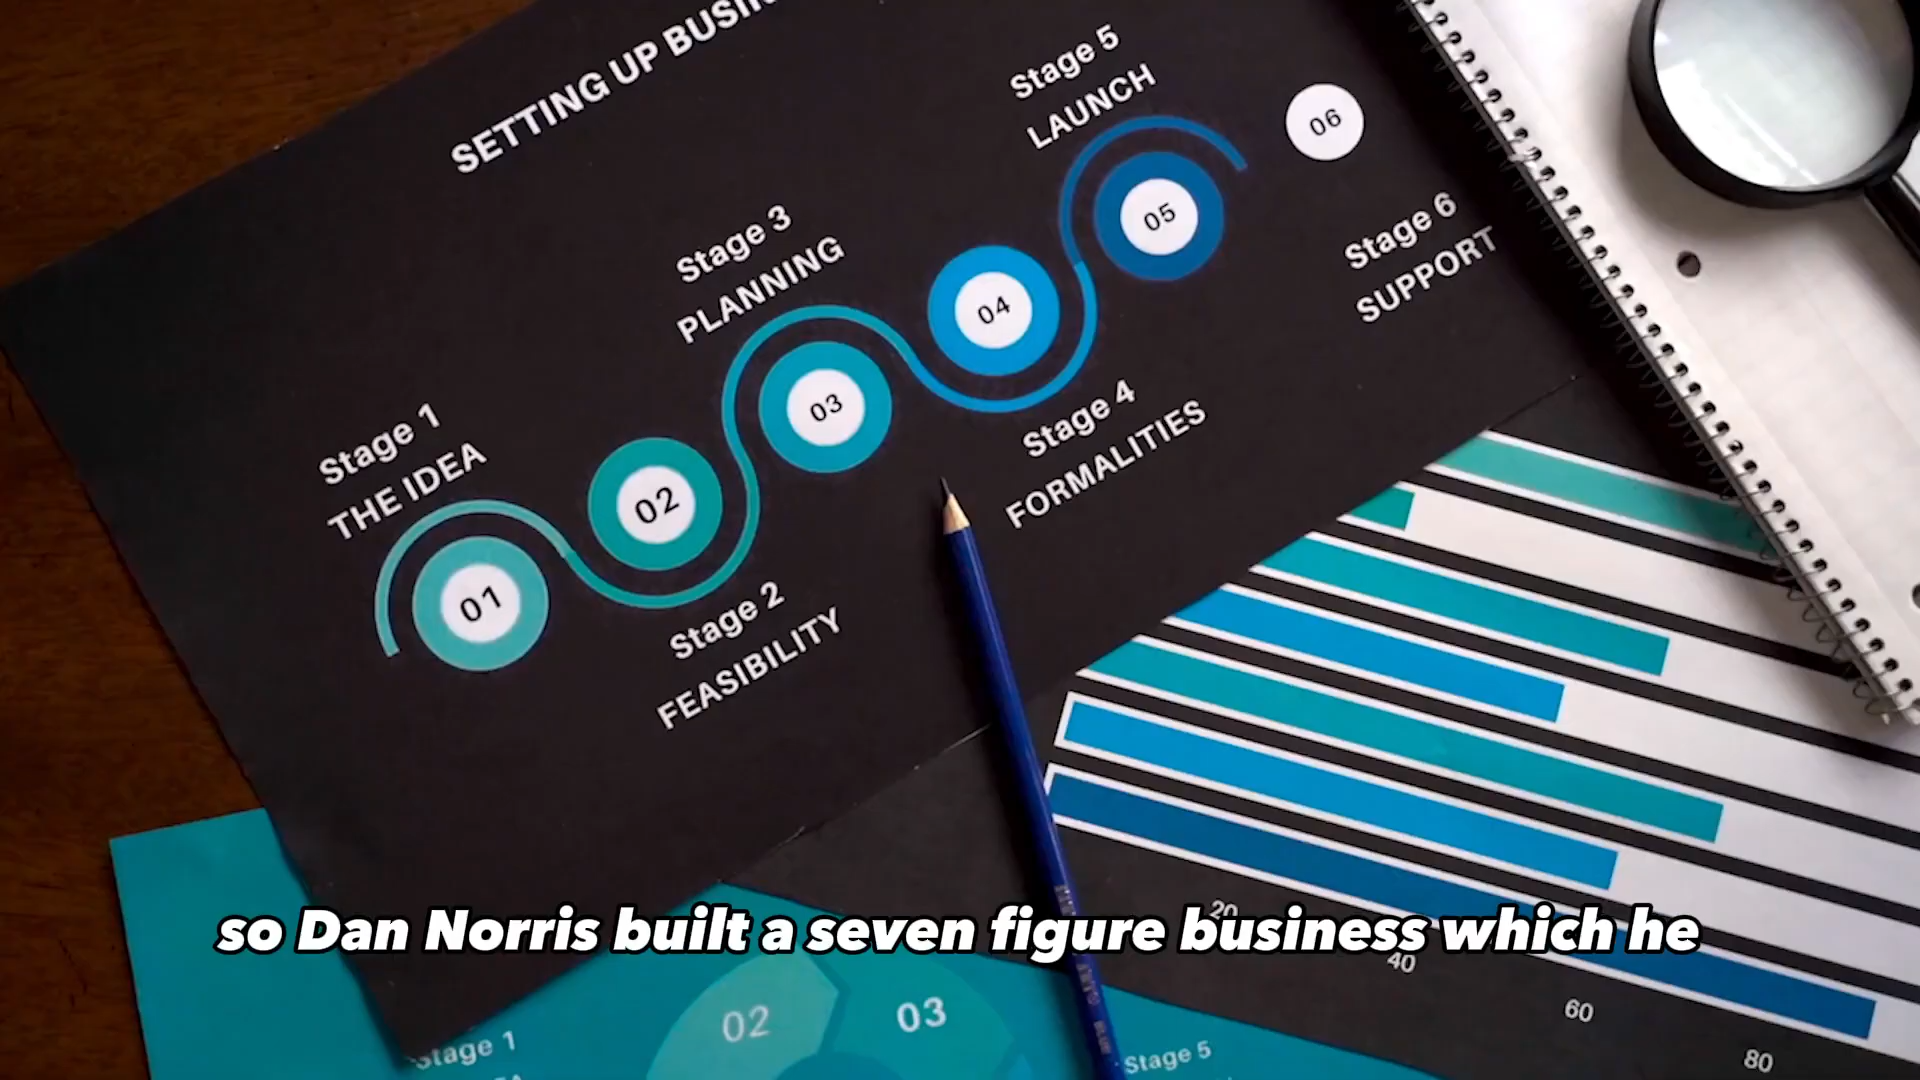 SETTING UP
Stage 5
LAUNCH
06
05
Stage 6
SUPPORT
Stage 3
PLANNING
04
03
Stage 4
FORMALITIES
Stage 1
THE IDEA
02
01
Stage 2
FEASIBILITY
so Dan Norris built a seven figure business which he
20
40
60
80
02
03
Stage 1
Stage 5